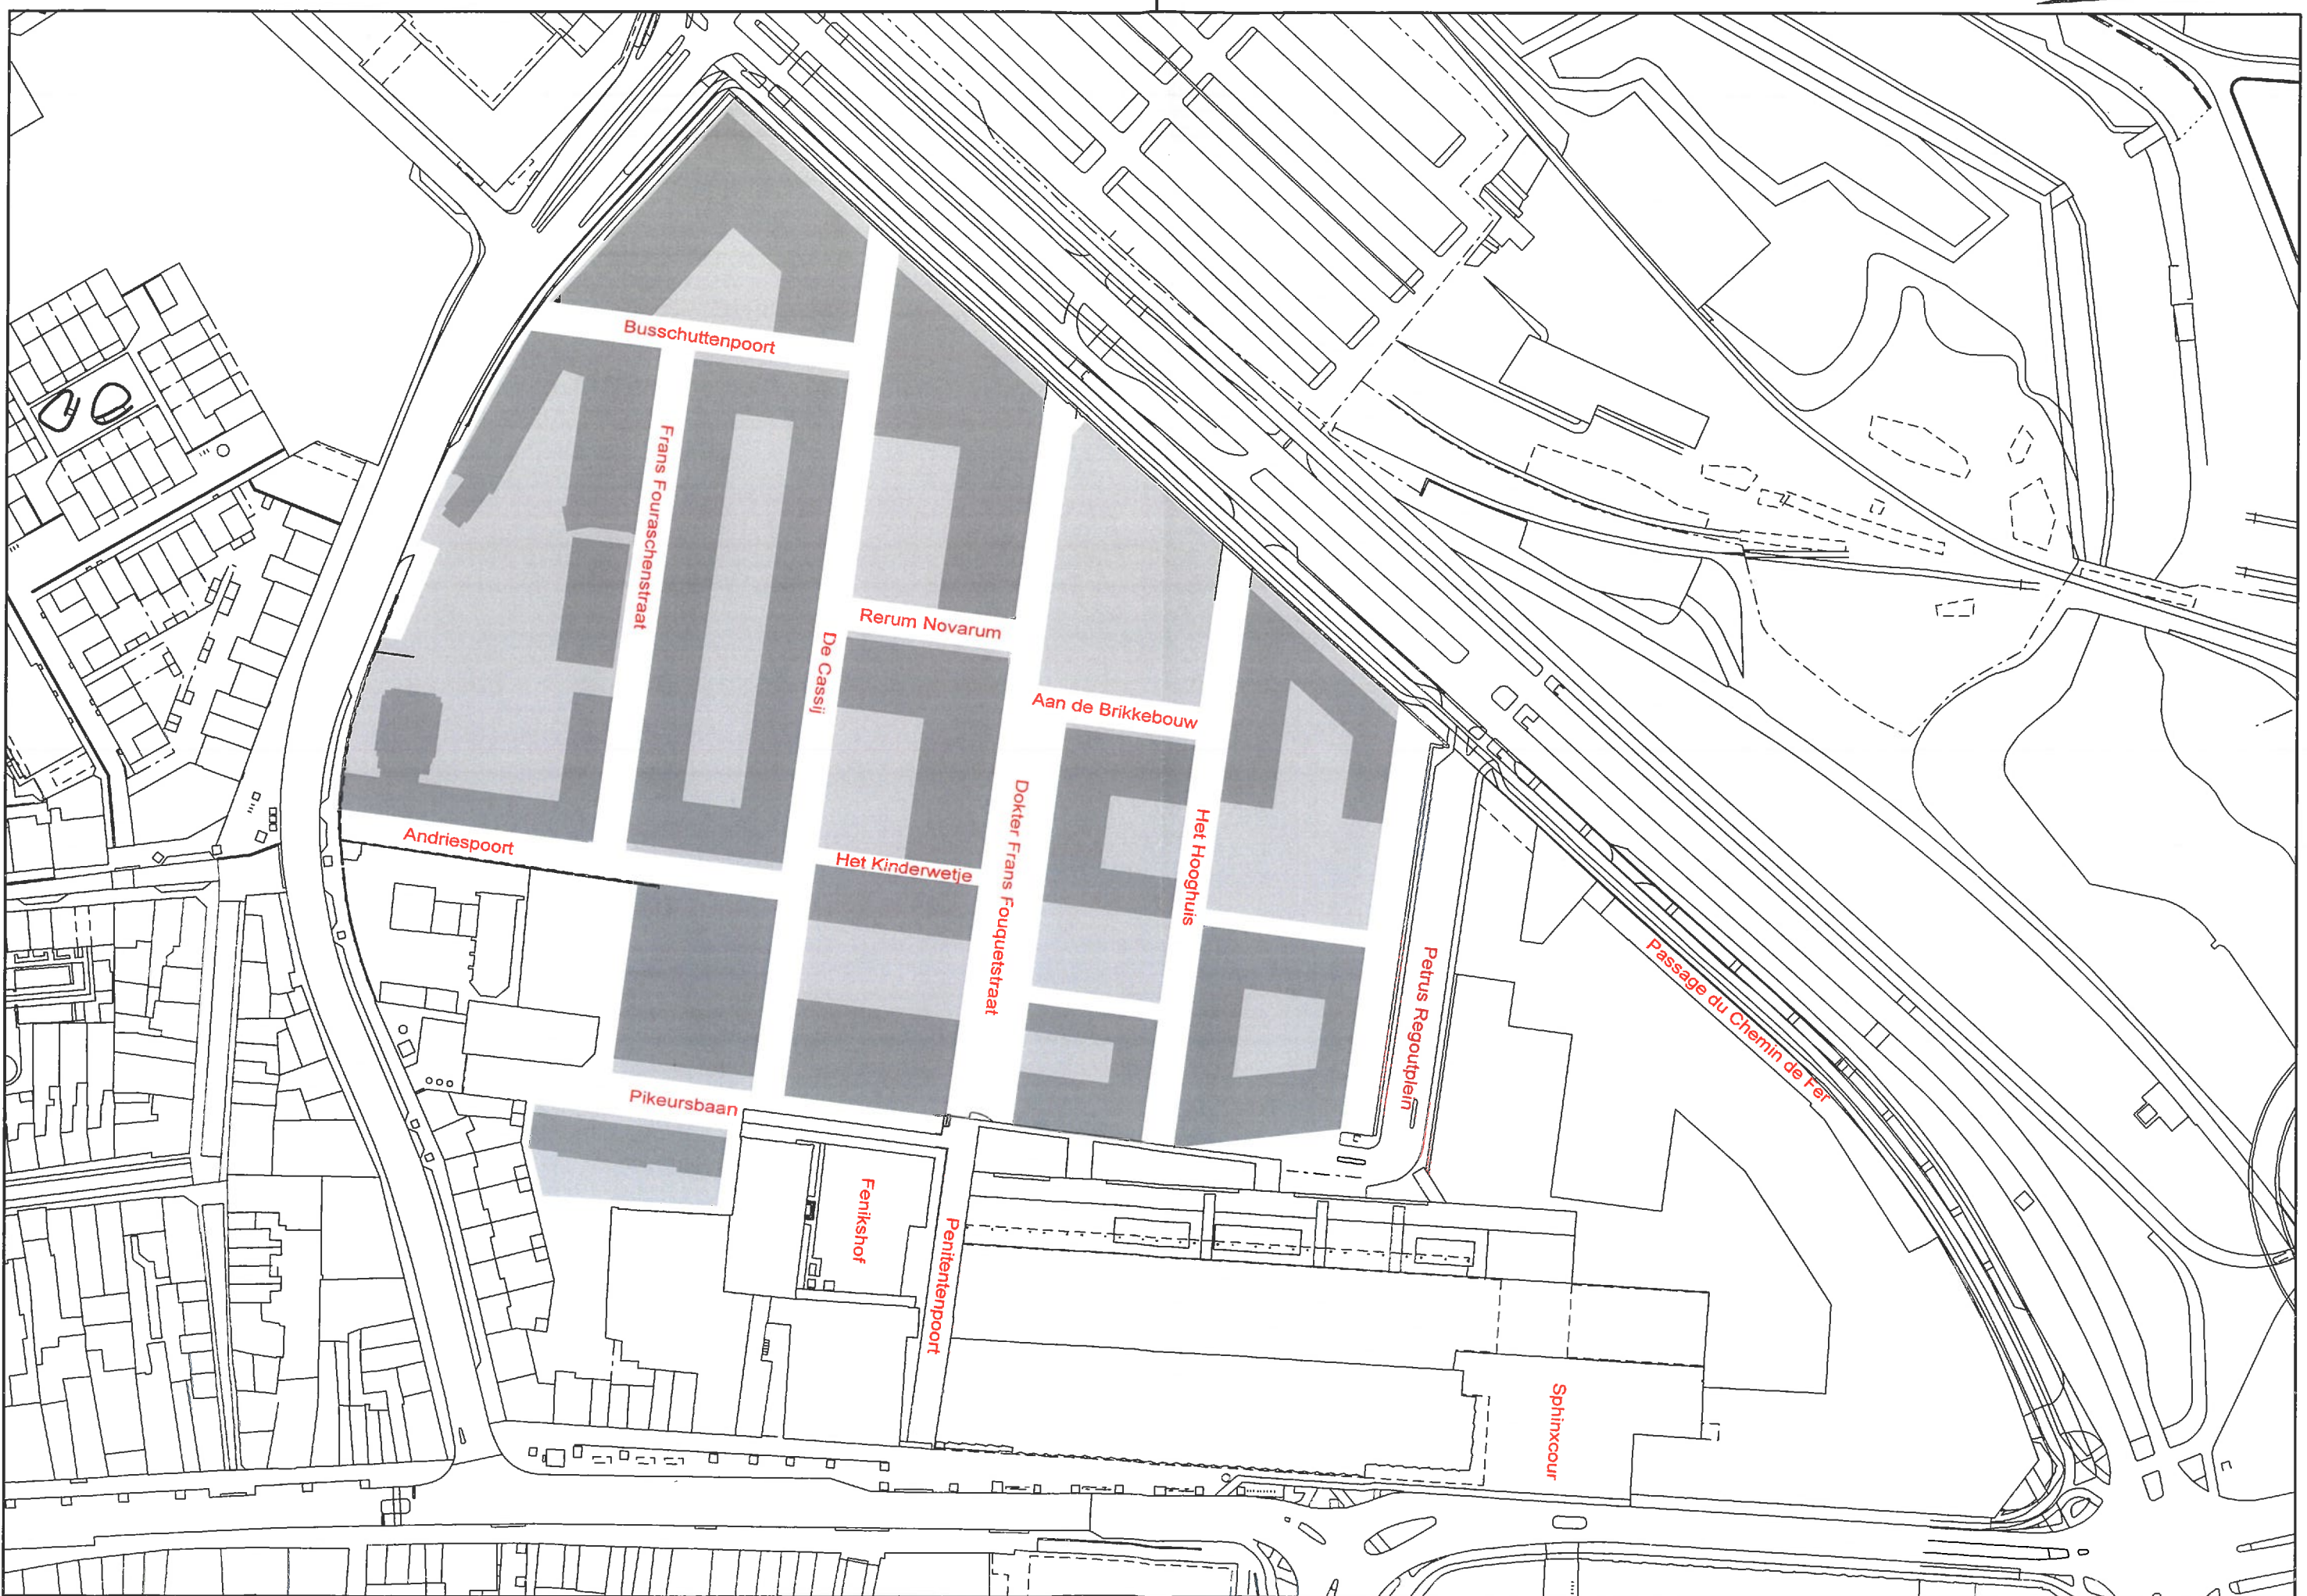 Busschuttenpoort
Frans Fouraschenstraat
Rerum Novarum
De Cassij
Aan de Brikkebouw
Dokter Frans Fouquetstraat
Het Hooghuis
Andriespoort
Het Kinderwetje
Petrus Regoutplein
Passage du Chemin de Fer
Pikeursbaan
Fenikshof
Penitentenpoort
Sphinxcour